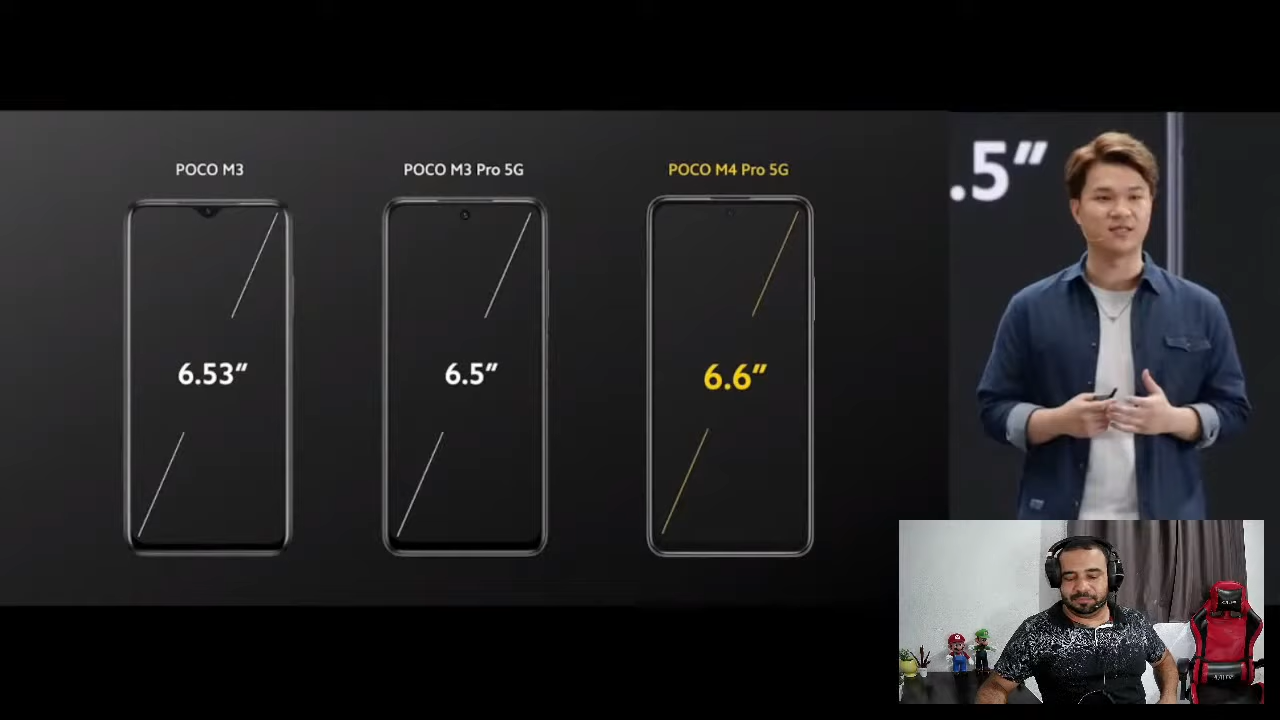 POCO M3
POCO M3 Pro 5G
POCO M4 Pro 5G
6.53"
6.5"
6.6"
.5"